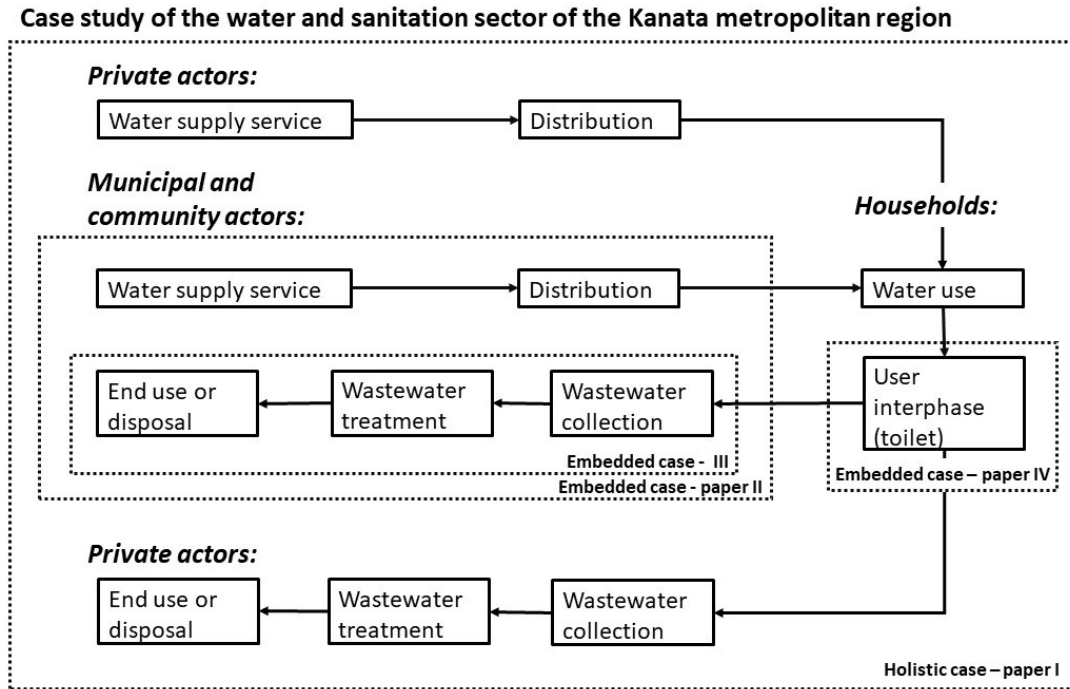 Case study of the water and sanitation sector of the Kanata metropolitan region
Private actors:
Water supply service
Distribution
Municipal and
community actors:
Households:
Water supply service
Distribution
Water use
End use or
disposal
Wastewater
treatment
Wastewater
collection
User
interphase
(toilet)
Embedded case - III
Embedded case - paper II
Embedded case – paper IV
Private actors:
End use or
disposal
Wastewater
treatment
Wastewater
collection
Holistic case – paper I